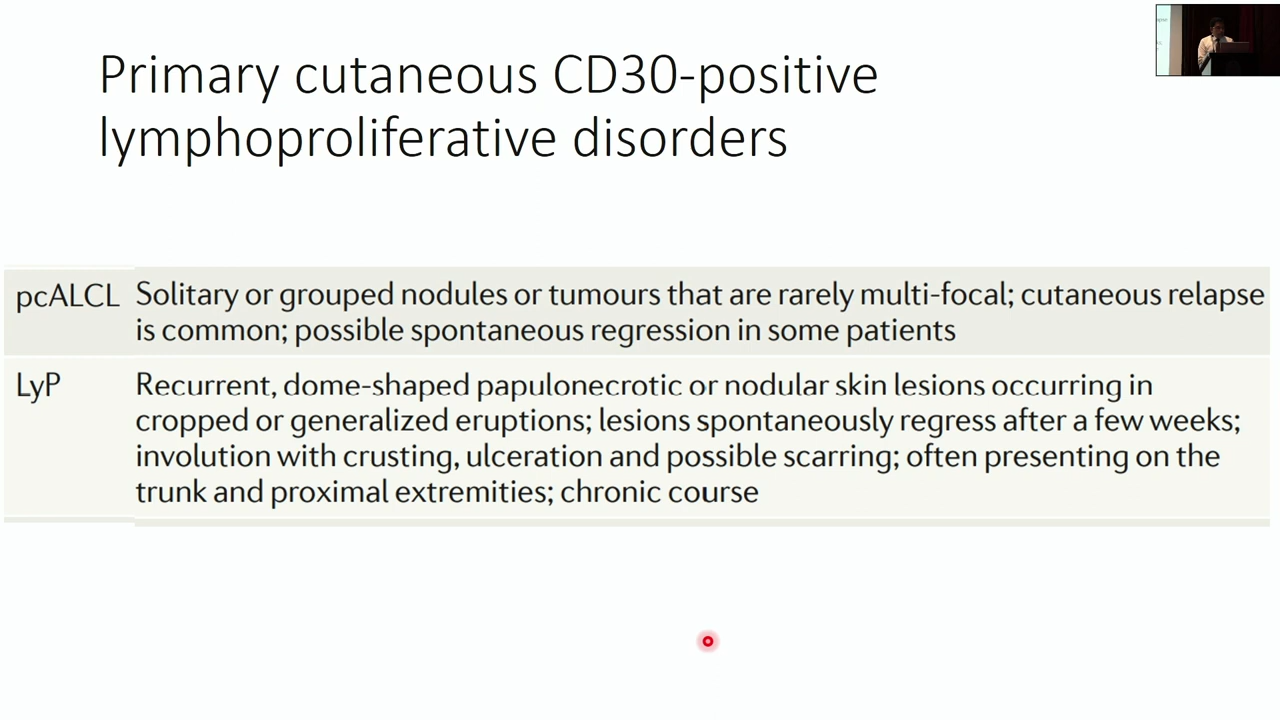 Primary cutaneous CD30-positive
lymphoproliferative disorders
pcALCL Solitary or grouped nodules or tumours that are rarely multi-focal; cutaneous relapse
is common; possible spontaneous regression in some patients
LyP Recurrent, dome-shaped papulonecrotic or nodular skin lesions occurring in
cropped or generalized eruptions; lesions spontaneously regress after a few weeks;
involution with crusting, ulceration and possible scarring; often presenting on the
trunk and proximal extremities; chronic course